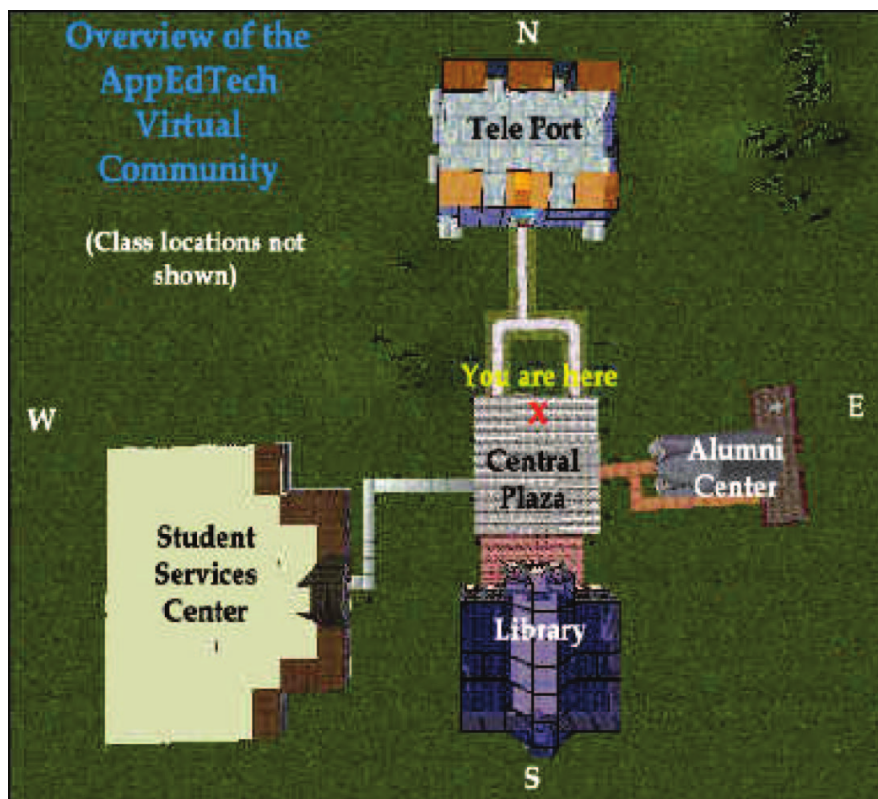 Overview of the
AppEdTech
Virtual
Community
(Class locations not
shown)
N
Tele Port
You are here
X
W
E
Central
Plaza
Alumni
Center
Student
Services
Center
Library
S